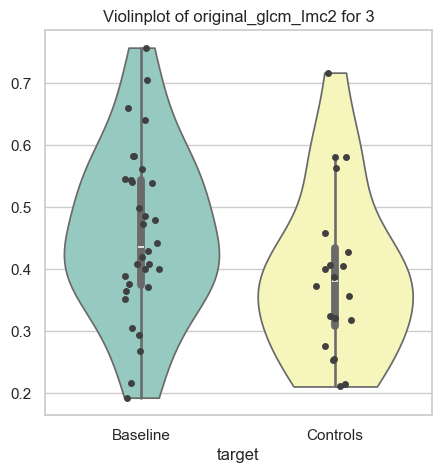 Violinplot of original_glcm_Imc2 for 3
0.7
0.6
0.5
0.4
0.3
0.2
Baseline
Controls
target